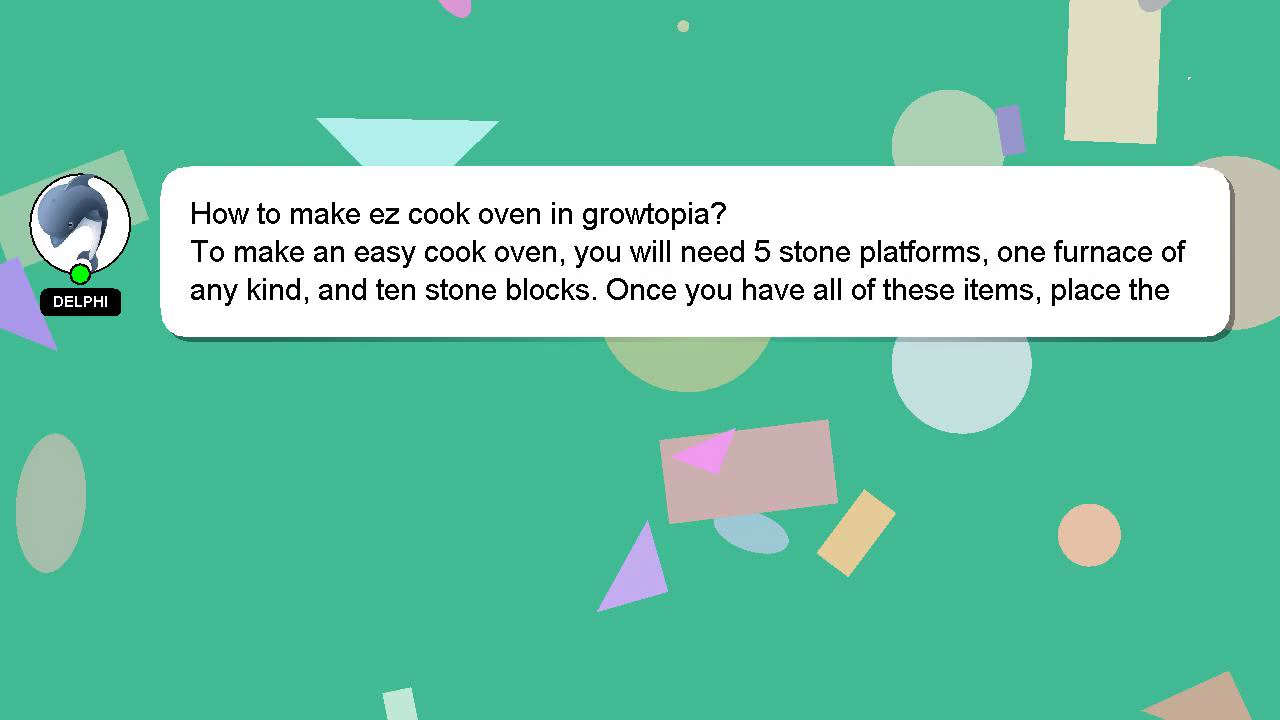 How to make ez cook oven in growtopia?
To make an easy cook oven, you will need 5 stone platforms, one furnace of
any kind, and ten stone blocks. Once you have all of these items, place the
DELPHI